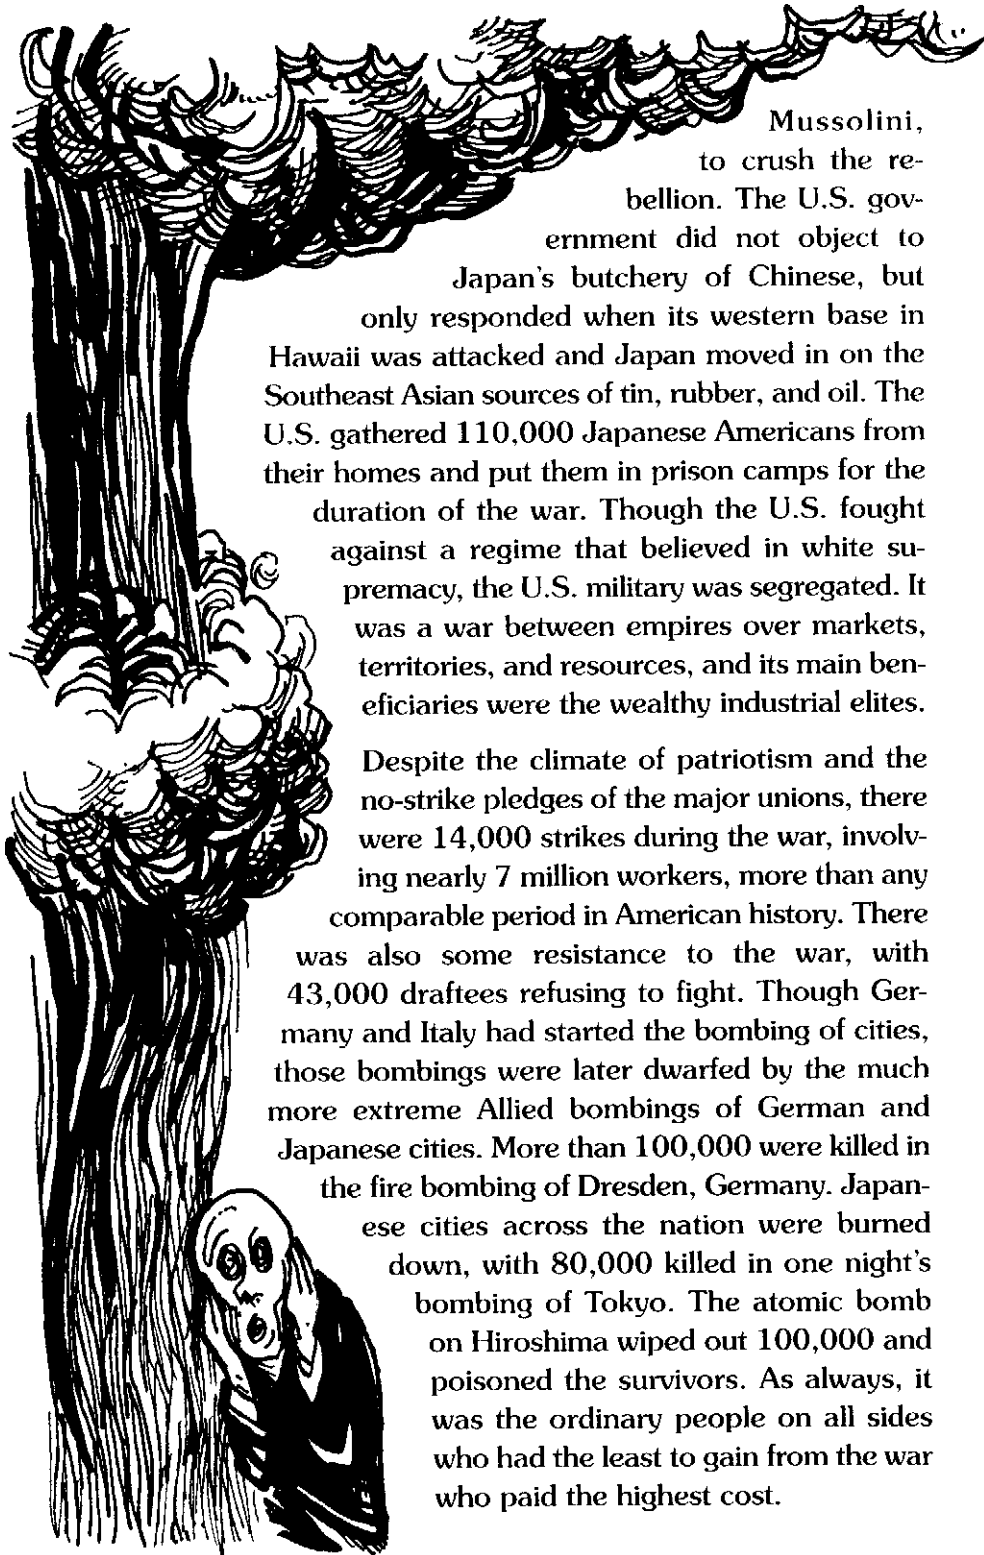 Mussolini,
to crush the re-
bellion. The U.S. gov-
ernment did not object to
Japan's butchery of Chinese, but
only responded when its western base in
Hawaii was attacked and Japan moved in on the
Southeast Asian sources of tin, rubber, and oil. The
U.S. gathered 110,000 Japanese Americans from
their homes and put them in prison camps for the
duration of the war. Though the U.S. fought
against a regime that believed in white su-
premacy, the U.S. military was segregated. It
was a war between empires over markets,
territories, and resources, and its main ben-
eficiaries were the wealthy industrial elites.
Despite the climate of patriotism and the
no-strike pledges of the major unions, there
were 14,000 strikes during the war, involv-
ing nearly 7 million workers, more than any
comparable period in American history. There
was also some resistance to the war, with
43,000 draftees refusing to fight. Though Ger-
many and Italy had started the bombing of cities,
those bombings were later dwarfed by the much
more extreme Allied bombings of German and
Japanese cities. More than 100,000 were killed in
the fire bombing of Dresden, Germany. Japan-
ese cities across the nation were burned
down, with 80,000 killed in one night's
bombing of Tokyo. The atomic bomb
on Hiroshima wiped out 100,000 and
poisoned the survivors. As always, it
was the ordinary people on all sides
who had the least to gain from the war
who paid the highest cost.